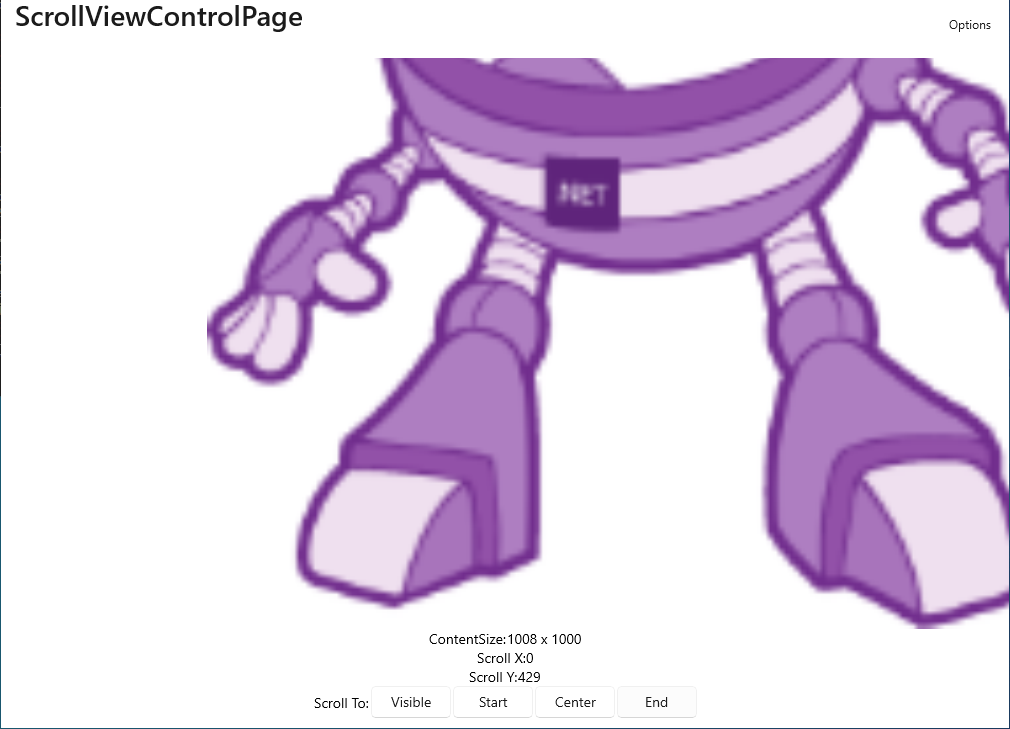 ScrollViewControlPage
Options
.NET
ContentSize:1008 x 1000
Scroll X:0
Scroll Y:429
Scroll To: Visible Start Center End